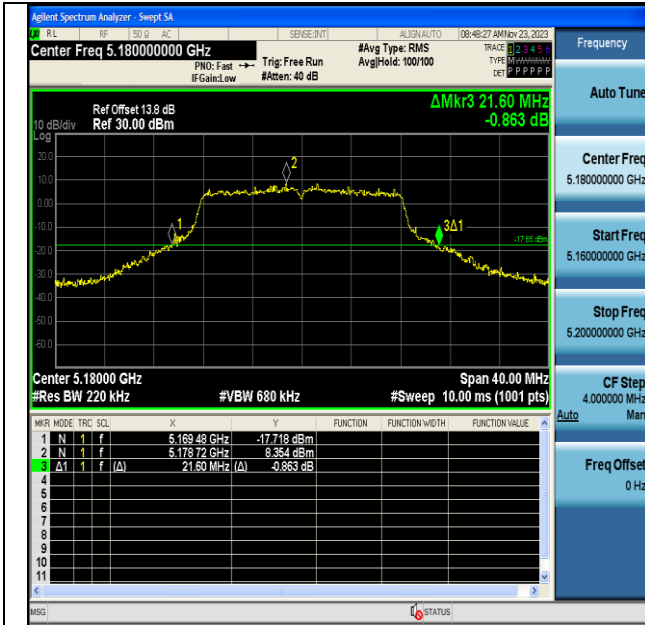 Agilent Spectrum Analyzer - Swept SA
RL RF 50 Ω AC SENSE:INT ALIGN AUTO 08:48:27 AM Nov 23, 2023
Center Freq 5.180000000 GHz #Avg Type: RMS TRACE 1 2 3 4 5 6
PNO: Fast Trig: Free Run Avg|Hold: 100/100 TYPE M
IFGain:Low #Atten: 40 dB DET P P P P P P
Frequency
Auto Tune
Center Freq
5.180000000 GHz
Start Freq
5.160000000 GHz
Stop Freq
5.200000000 GHz
CF Step
4.000000 MHz
Auto Man
Freq Offset
0 Hz
ΔMkr3 21.60 MHz
-0.863 dB
Ref Offset 13.8 dB
10 dB/div Ref 30.00 dBm
Log
20.0
10.0
0.00
-10.0
-20.0
-30.0
-40.0
-50.0
-60.0
1
2
3Δ1
-17.65 dBm
Center 5.18000 GHz Span 40.00 MHz
#Res BW 220 kHz #VBW 680 kHz #Sweep 10.00 ms (1001 pts)
MKR MODE TRC SCL X Y FUNCTION FUNCTION WIDTH FUNCTION VALUE
1 N 1 f 5.169 48 GHz -17.718 dBm
2 N 1 f 5.178 72 GHz 8.354 dBm
3 Δ1 1 f (Δ) 21.60 MHz (Δ) -0.863 dB
4
5
6
7
8
9
10
11
MSG STATUS